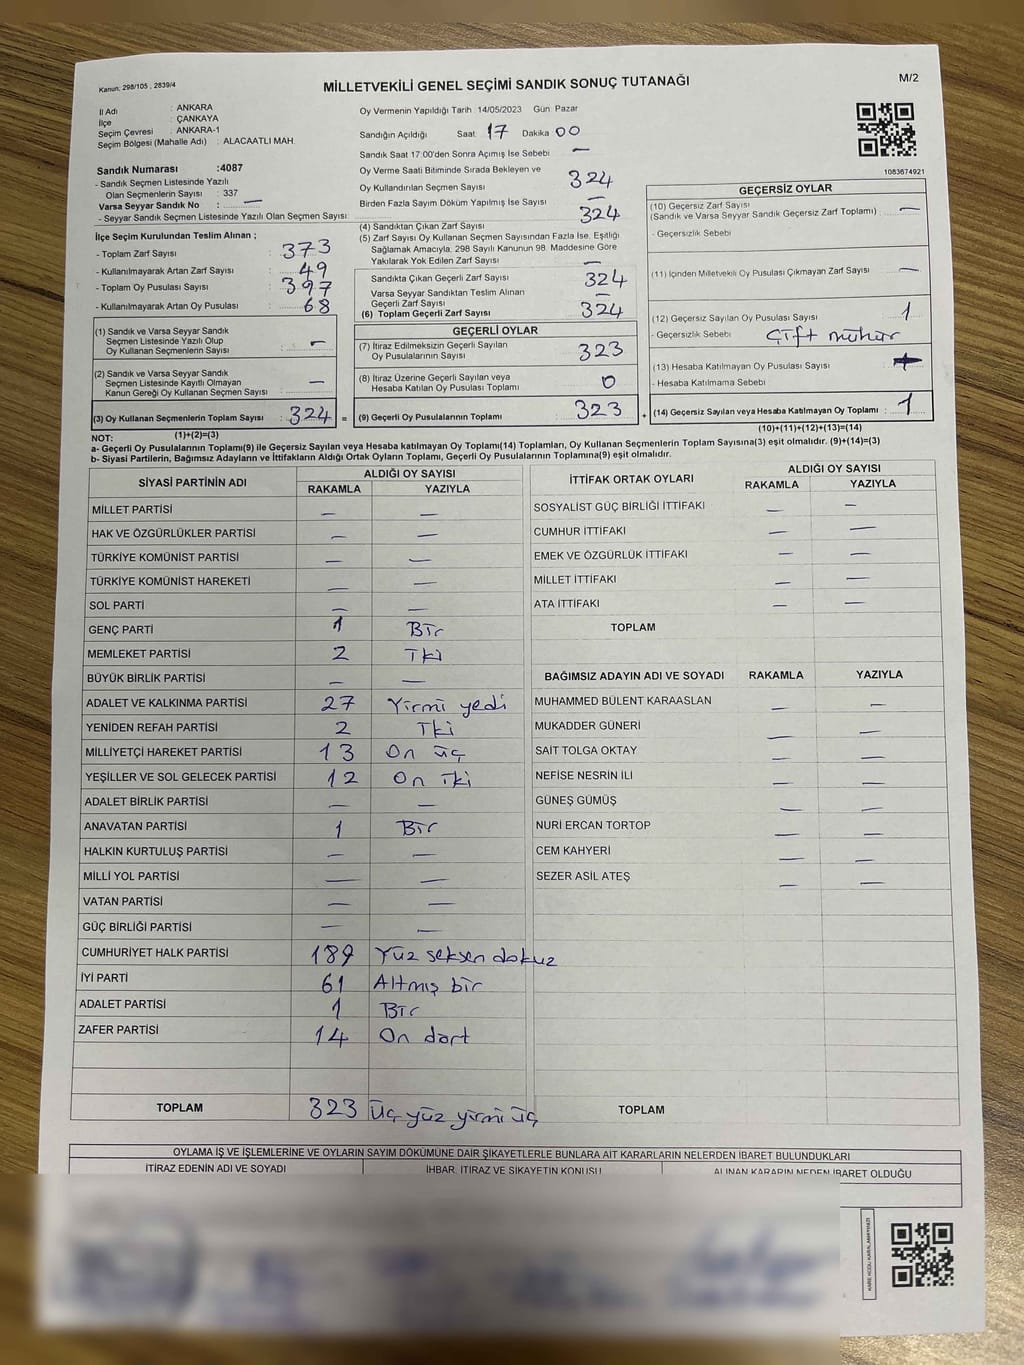 Kanun: 298/105 , 2839/4
MİLLETVEKİLİ GENEL SEÇİMİ SANDIK SONUÇ TUTANAĞI
M/2
İl Adı : ANKARA
İlçe : ÇANKAYA
Seçim Çevresi : ANKARA-1
Seçim Bölgesi (Mahalle Adı) : ALACAATLI MAH.
Sandık Numarası :4087
- Sandık Seçmen Listesinde Yazılı
Olan Seçmenlerin Sayısı : 337
Varsa Seyyar Sandık No : —
- Seyyar Sandık Seçmen Listesinde Yazılı Olan Seçmen Sayısı:
İlçe Seçim Kurulundan Teslim Alınan ;
- Toplam Zarf Sayısı : 373
- Kullanılmayarak Artan Zarf Sayısı : 49
- Toplam Oy Pusulası Sayısı : 397
- Kullanılmayarak Artan Oy Pusulası : 68
(1) Sandık ve Varsa Seyyar Sandık
Seçmen Listesinde Yazılı Olup
Oy Kullanan Seçmenlerin Sayısı : —
(2) Sandık ve Varsa Seyyar Sandık
Seçmen Listesinde Kayıtlı Olmayan
Kanun Gereği Oy Kullanan Seçmen Sayısı : —
(3) Oy Kullanan Seçmenlerin Toplam Sayısı : 324 =
(1)+(2)=(3)
Oy Vermenin Yapıldığı Tarih : 14/05/2023 Gün: Pazar
Sandığın Açıldığı Saat: 17 Dakika 00
Sandık Saat 17:00'den Sonra Açımış İse Sebebi —
Oy Verme Saati Bitiminde Sırada Bekleyen ve
Oy Kullandırılan Seçmen Sayısı 324
Birden Fazla Sayım Döküm Yapılmış İse Sayısı —
(4) Sandıktan Çıkan Zarf Sayısı 324
(5) Zarf Sayısı Oy Kullanan Seçmen Sayısından Fazla İse, Eşitliği
Sağlamak Amacıyla, 298 Sayılı Kanunun 98. Maddesine Göre
Yakılarak Yok Edilen Zarf Sayısı —
Sandıkta Çıkan Geçerli Zarf Sayısı 324
Varsa Seyyar Sandıktan Teslim Alınan
Geçerli Zarf Sayısı —
(6) Toplam Geçerli Zarf Sayısı 324
GEÇERLİ OYLAR
(7) İtiraz Edilmeksizin Geçerli Sayılan
Oy Pusulalarının Sayısı 323
(8) İtiraz Üzerine Geçerli Sayılan veya
Hesaba Katılan Oy Pusulası Toplamı 0
(9) Geçerli Oy Pusulalarının Toplamı 323 +
1083674921
GEÇERSİZ OYLAR
(10) Geçersiz Zarf Sayısı
(Sandık ve Varsa Seyyar Sandık Geçersiz Zarf Toplamı) —
- Geçersizlik Sebebi
(11) İçinden Milletvekili Oy Pusulası Çıkmayan Zarf Sayısı —
(12) Geçersiz Sayılan Oy Pusulası Sayısı : 1
- Geçersizlik Sebebi : Çift mühür
(13) Hesaba Katılmayan Oy Pusulası Sayısı :
- Hesaba Katılmama Sebebi
(14) Geçersiz Sayılan veya Hesaba Katılmayan Oy Toplamı : 1
(10)+(11)+(12)+(13)=(14)
NOT:
a- Geçerli Oy Pusulalarının Toplamı(9) ile Geçersiz Sayılan veya Hesaba katılmayan Oy Toplamı(14) Toplamları, Oy Kullanan Seçmenlerin Toplam Sayısına(3) eşit olmalıdır. (9)+(14)=(3)
b- Siyasi Partilerin, Bağımsız Adayların ve İttifakların Aldığı Ortak Oyların Toplamı, Geçerli Oy Pusulalarının Toplamına(9) eşit olmalıdır.
SİYASİ PARTİNİN ADI ALDIĞI OY SAYISI
RAKAMLA YAZIYLA
MİLLET PARTİSİ — —
HAK VE ÖZGÜRLÜKLER PARTİSİ — —
TÜRKİYE KOMÜNİST PARTİSİ — —
TÜRKİYE KOMÜNİST HAREKETİ — —
SOL PARTİ — —
GENÇ PARTİ 1 Bir
MEMLEKET PARTİSİ 2 İki
BÜYÜK BİRLİK PARTİSİ — —
ADALET VE KALKINMA PARTİSİ 27 Yirmi yedi
YENİDEN REFAH PARTİSİ 2 İki
MİLLİYETÇİ HAREKET PARTİSİ 13 On üç
YEŞİLLER VE SOL GELECEK PARTİSİ 12 On iki
ADALET BİRLİK PARTİSİ — —
ANAVATAN PARTİSİ 1 Bir
HALKIN KURTULUŞ PARTİSİ — —
MİLLİ YOL PARTİSİ — —
VATAN PARTİSİ — —
GÜÇ BİRLİĞİ PARTİSİ — —
CUMHURİYET HALK PARTİSİ 189 Yüz seksen dokuz
İYİ PARTİ 61 Altmış bir
ADALET PARTİSİ 1 Bir
ZAFER PARTİSİ 14 On dört
TOPLAM 323 Üç yüz yirmi üç
İTTİFAK ORTAK OYLARI ALDIĞI OY SAYISI
RAKAMLA YAZIYLA
SOSYALİST GÜÇ BİRLİĞİ İTTİFAKI — —
CUMHUR İTTİFAKI — —
EMEK VE ÖZGÜRLÜK İTTİFAKI — —
MİLLET İTTİFAKI — —
ATA İTTİFAKI — —
TOPLAM
BAĞIMSIZ ADAYIN ADI VE SOYADI RAKAMLA YAZIYLA
MUHAMMED BÜLENT KARAASLAN — —
MUKADDER GÜNERİ — —
SAİT TOLGA OKTAY — —
NEFİSE NESRİN İLİ — —
GÜNEŞ GÜMÜŞ — —
NURİ ERCAN TORTOP — —
CEM KAHYERİ — —
SEZER ASİL ATEŞ — —
TOPLAM
OYLAMA İŞ VE İŞLEMLERİNE VE OYLARIN SAYIM DÖKÜMÜNE DAİR ŞİKAYETLERLE BUNLARA AİT KARARLARIN NELERDEN İBARET BULUNDUKLARI
İTİRAZ EDENİN ADI VE SOYADI İHBAR, İTİRAZ VE ŞİKAYETİN KONUSU ALINAN KARARIN NEDEN İBARET OLDUĞU